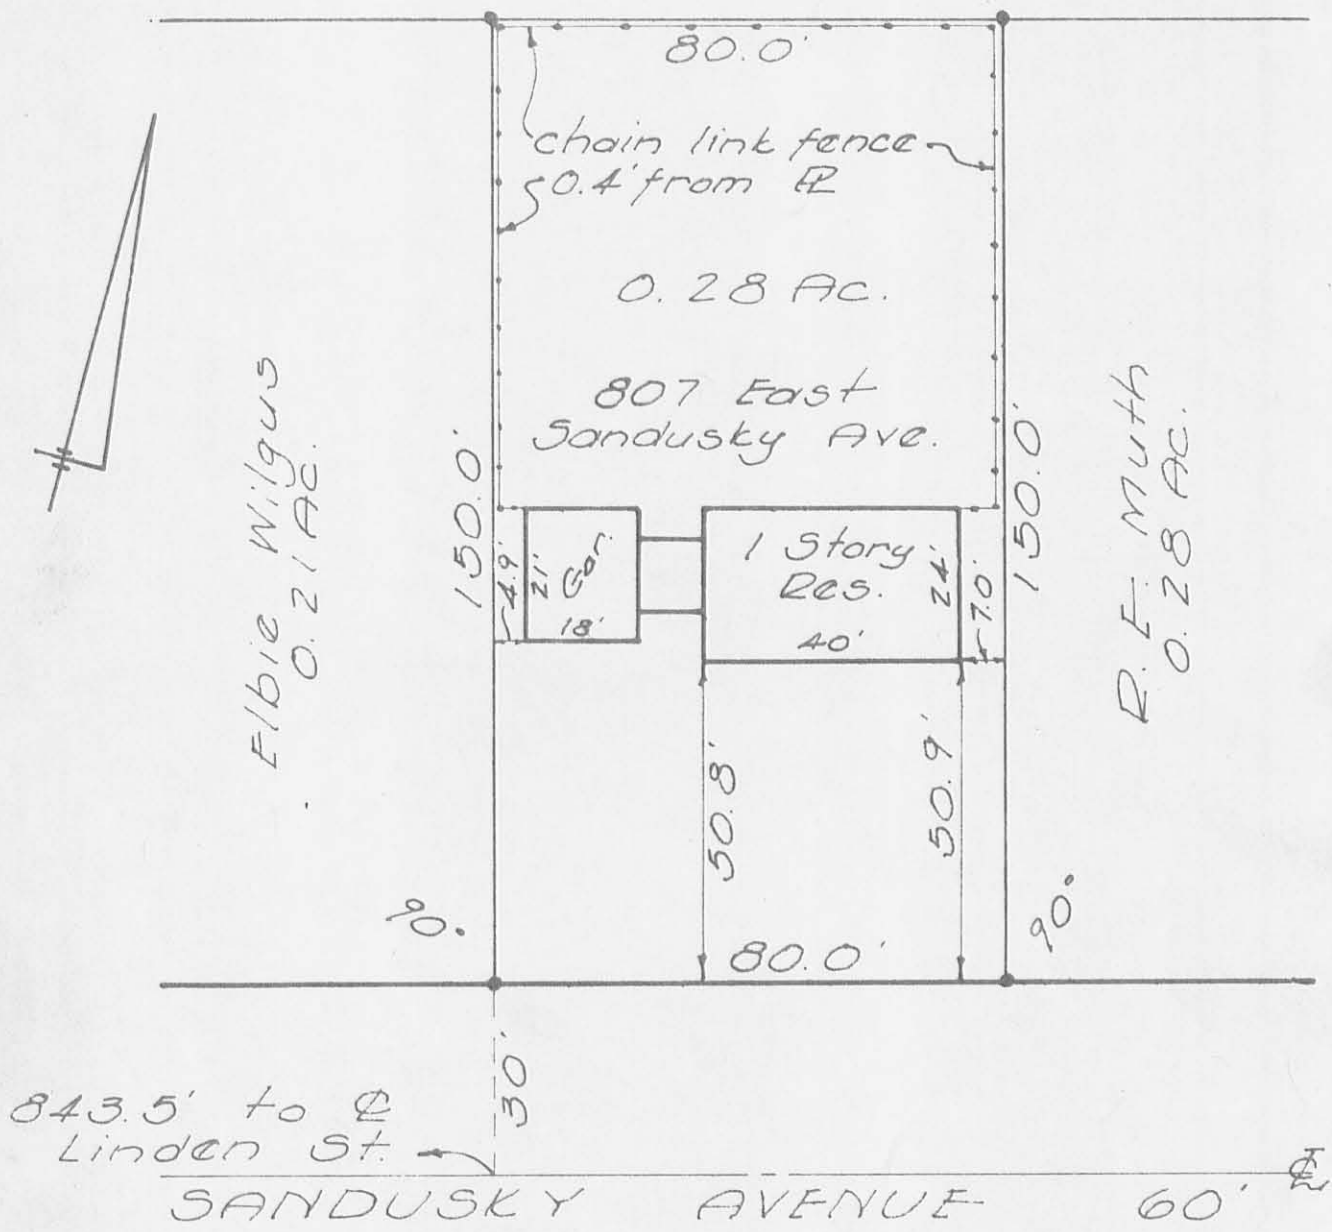 80.0'
chain link fence
0.4' from PL
0.28 Ac.
807 East
Sandusky Ave.
Elbie Wilgus
0.21 Ac.
150.0'
4.9'
21'
Gar.
18'
1 Story
Res.
24'
40'
7.0'
150.0'
R. E. Muth
0.28 Ac.
50.8'
50.9'
90°
80.0'
90°
30'
843.5' to CL
Linden St.
SANDUSKY AVENUE 60' CL